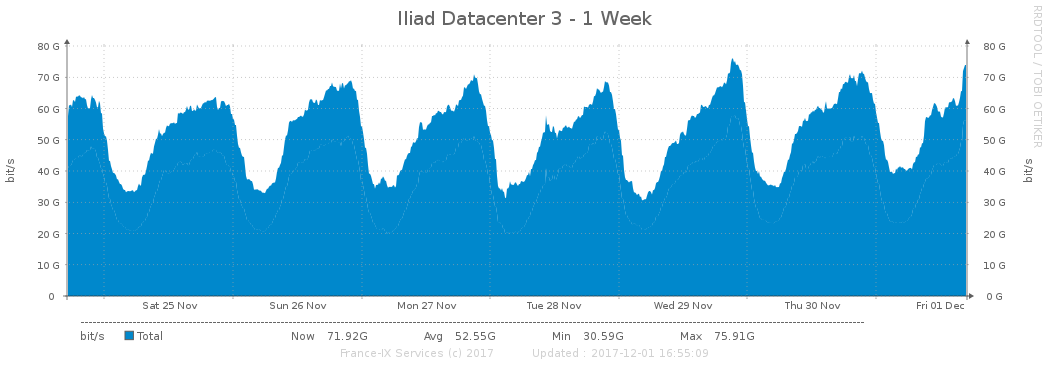 Iliad Datacenter 3 - 1 Week
RRDTOOL / TOBI OETIKER
80 G 80 G
70 G 70 G
60 G 60 G
50 G 50 G
40 G 40 G
30 G 30 G
20 G 20 G
10 G 10 G
0 0 G
bit/s
bit/s
Sat 25 Nov Sun 26 Nov Mon 27 Nov Tue 28 Nov Wed 29 Nov Thu 30 Nov Fri 01 Dec
bit/s Total Now 71.92G Avg 52.55G Min 30.59G Max 75.91G
France-IX Services (c) 2017 Updated : 2017-12-01 16:55:09